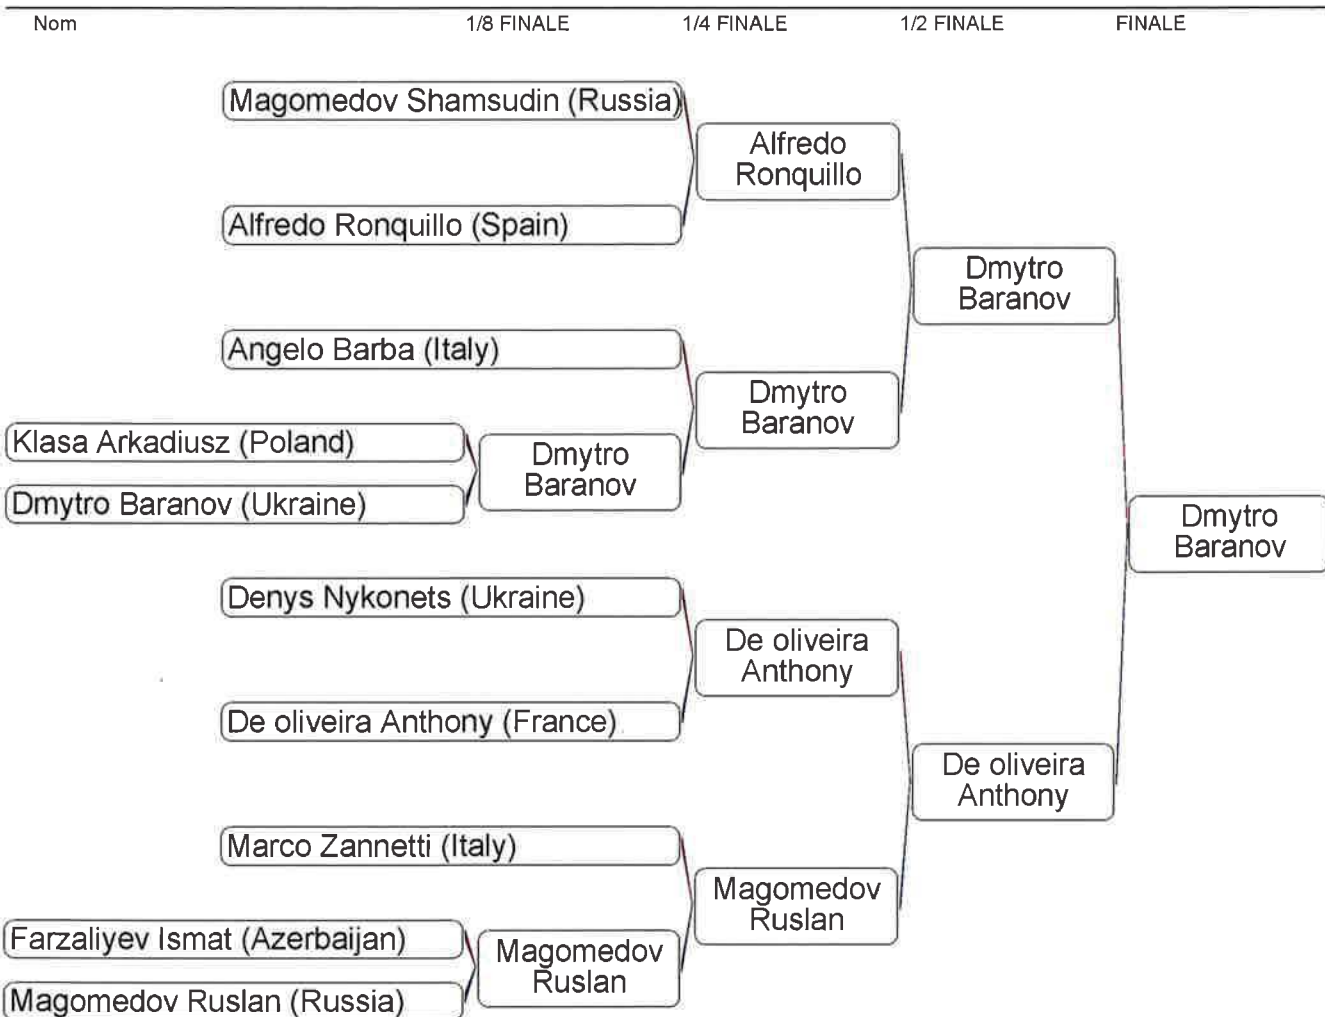 Nom 1/8 FINALE 1/4 FINALE 1/2 FINALE FINALE
Magomedov Shamsudin (Russia)
Alfredo
Ronquillo
Alfredo Ronquillo (Spain)
Dmytro
Baranov
Angelo Barba (Italy)
Dmytro
Baranov
Klasa Arkadiusz (Poland)
Dmytro
Baranov
Dmytro Baranov (Ukraine)
Dmytro
Baranov
Denys Nykonets (Ukraine)
De oliveira
Anthony
De oliveira Anthony (France)
De oliveira
Anthony
Marco Zannetti (Italy)
Magomedov
Ruslan
Farzaliyev Ismat (Azerbaijan)
Magomedov
Ruslan
Magomedov Ruslan (Russia)